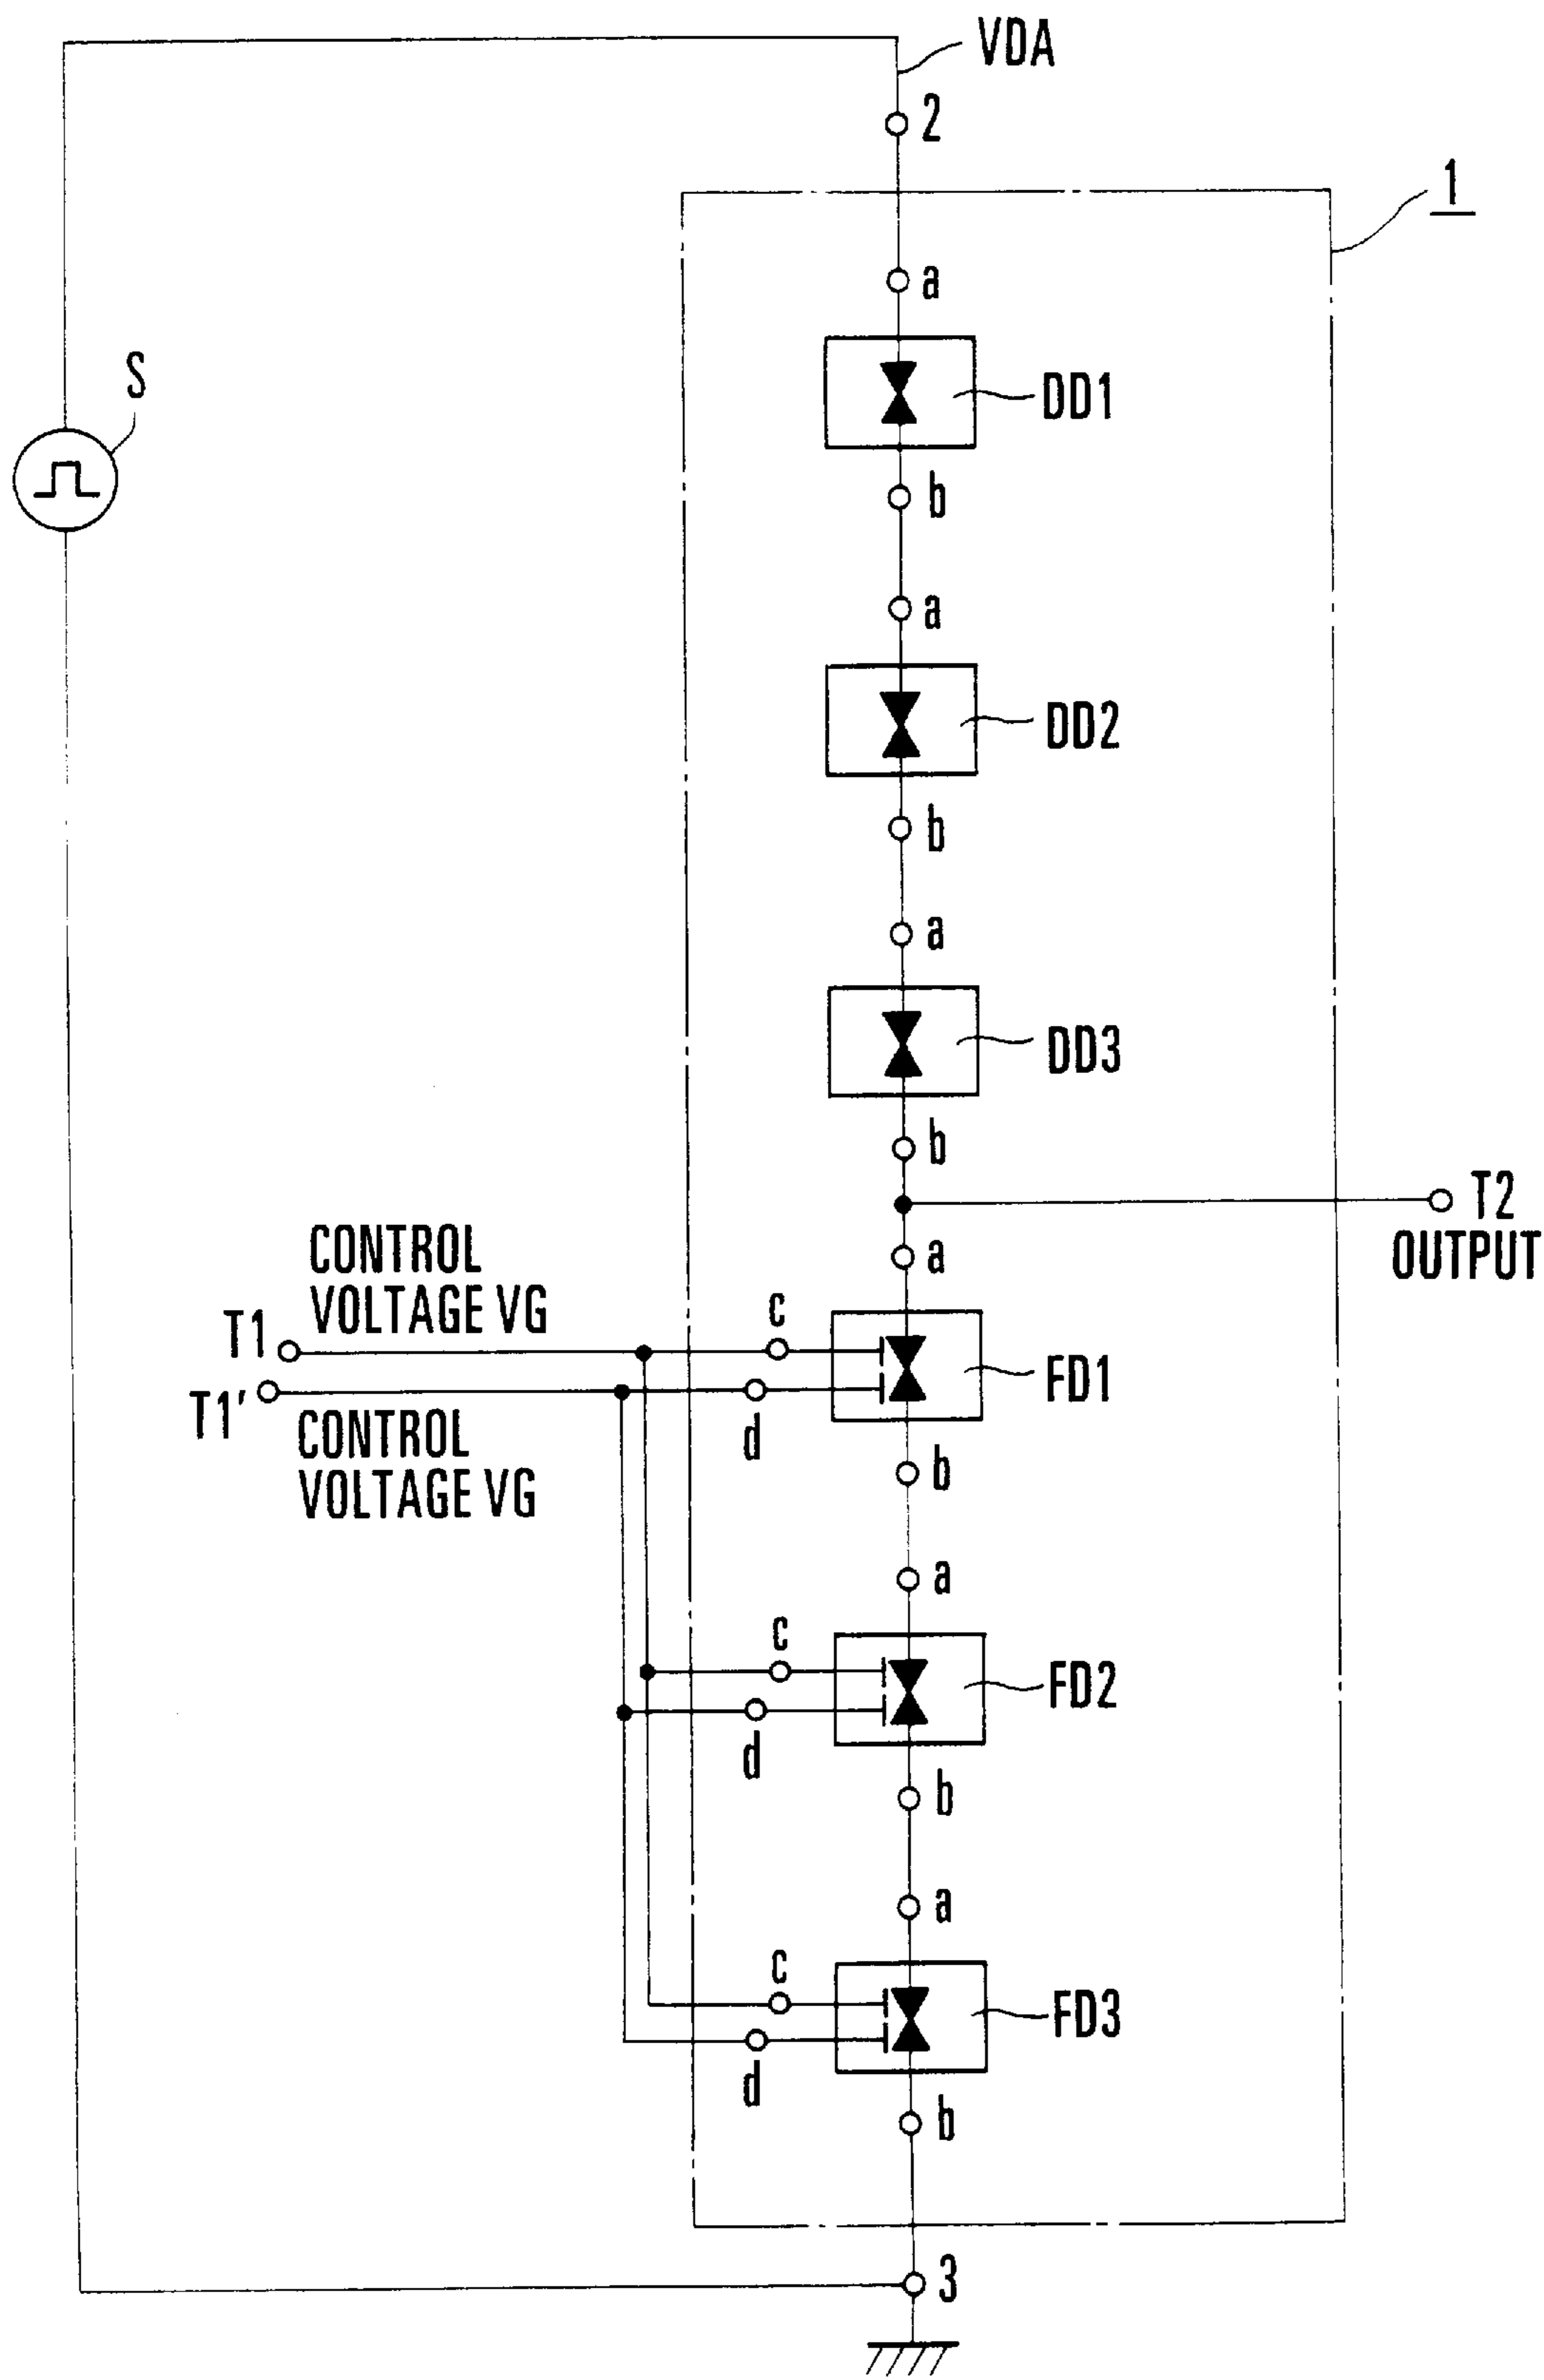 VDA
2
1
a
S
DD1
b
a
DD2
b
a
DD3
b
T2
OUTPUT
a
CONTROL
VOLTAGE VG
T1
c
FD1
T1'
d
CONTROL
VOLTAGE VG
b
a
c
FD2
d
b
a
c
FD3
d
b
3